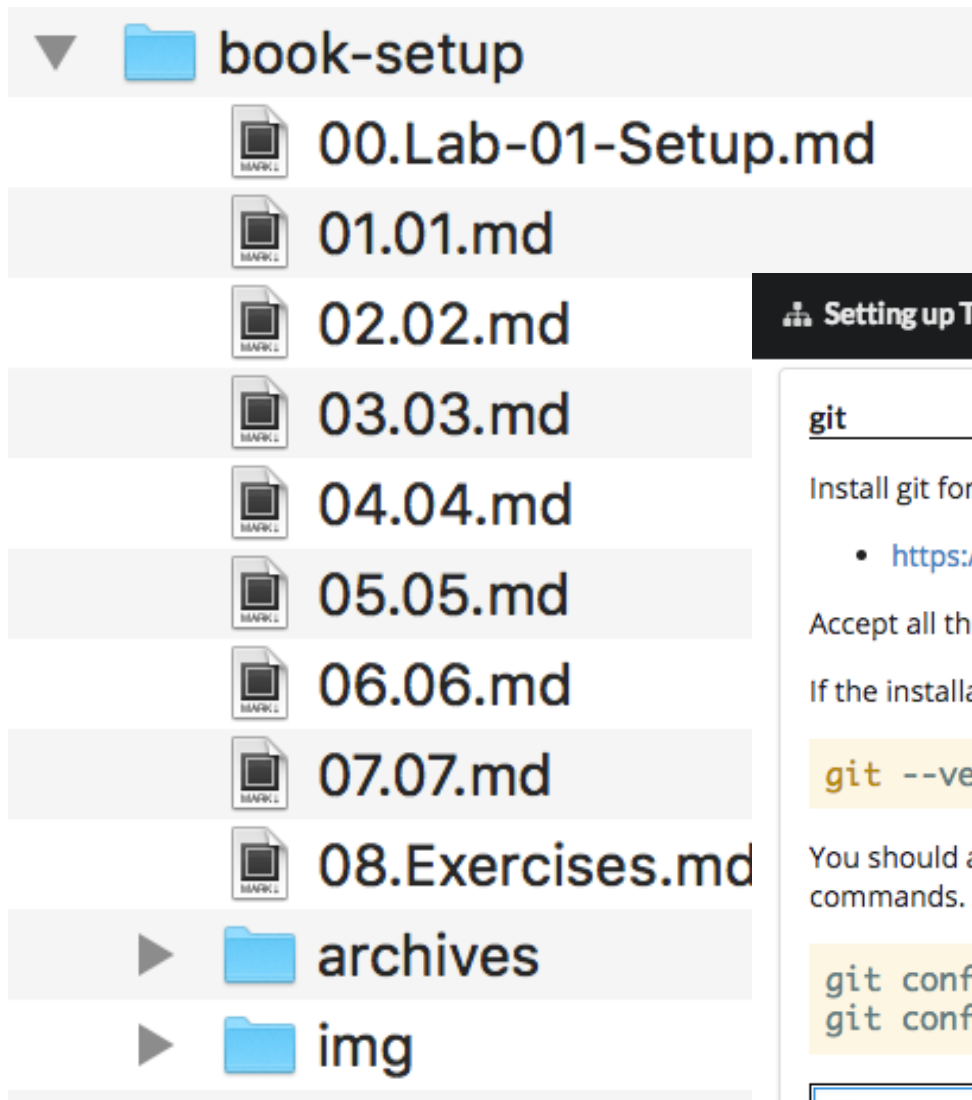 book-setup
00.Lab-01-Setup.md
01.01.md
02.02.md
03.03.md
04.04.md
05.05.md
06.06.md
07.07.md
08.Exercises.md
archives
img
Setting up T
git
Install git for
https:/
Accept all th
If the installa
git --ve
You should a
commands.
git conf
git conf